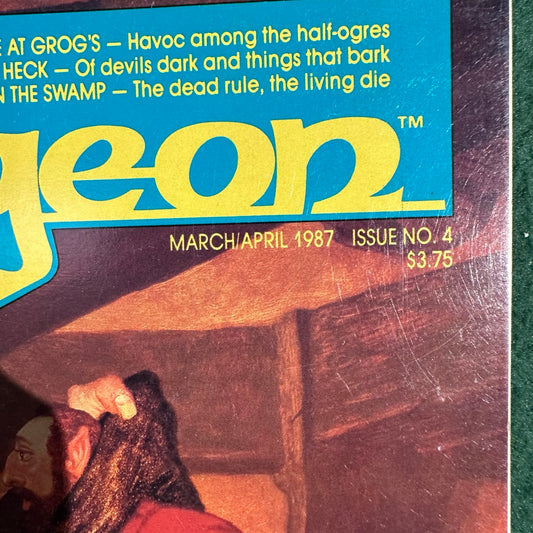 AT GROG'S — Havoc among the half-ogres
HECK — Of devils dark and things that bark
THE SWAMP — The dead rule, the living die
geon™
MARCH/APRIL 1987 ISSUE NO. 4
$3.75